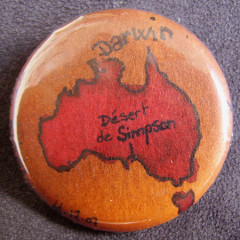 Darwin
Désert
de Simpson